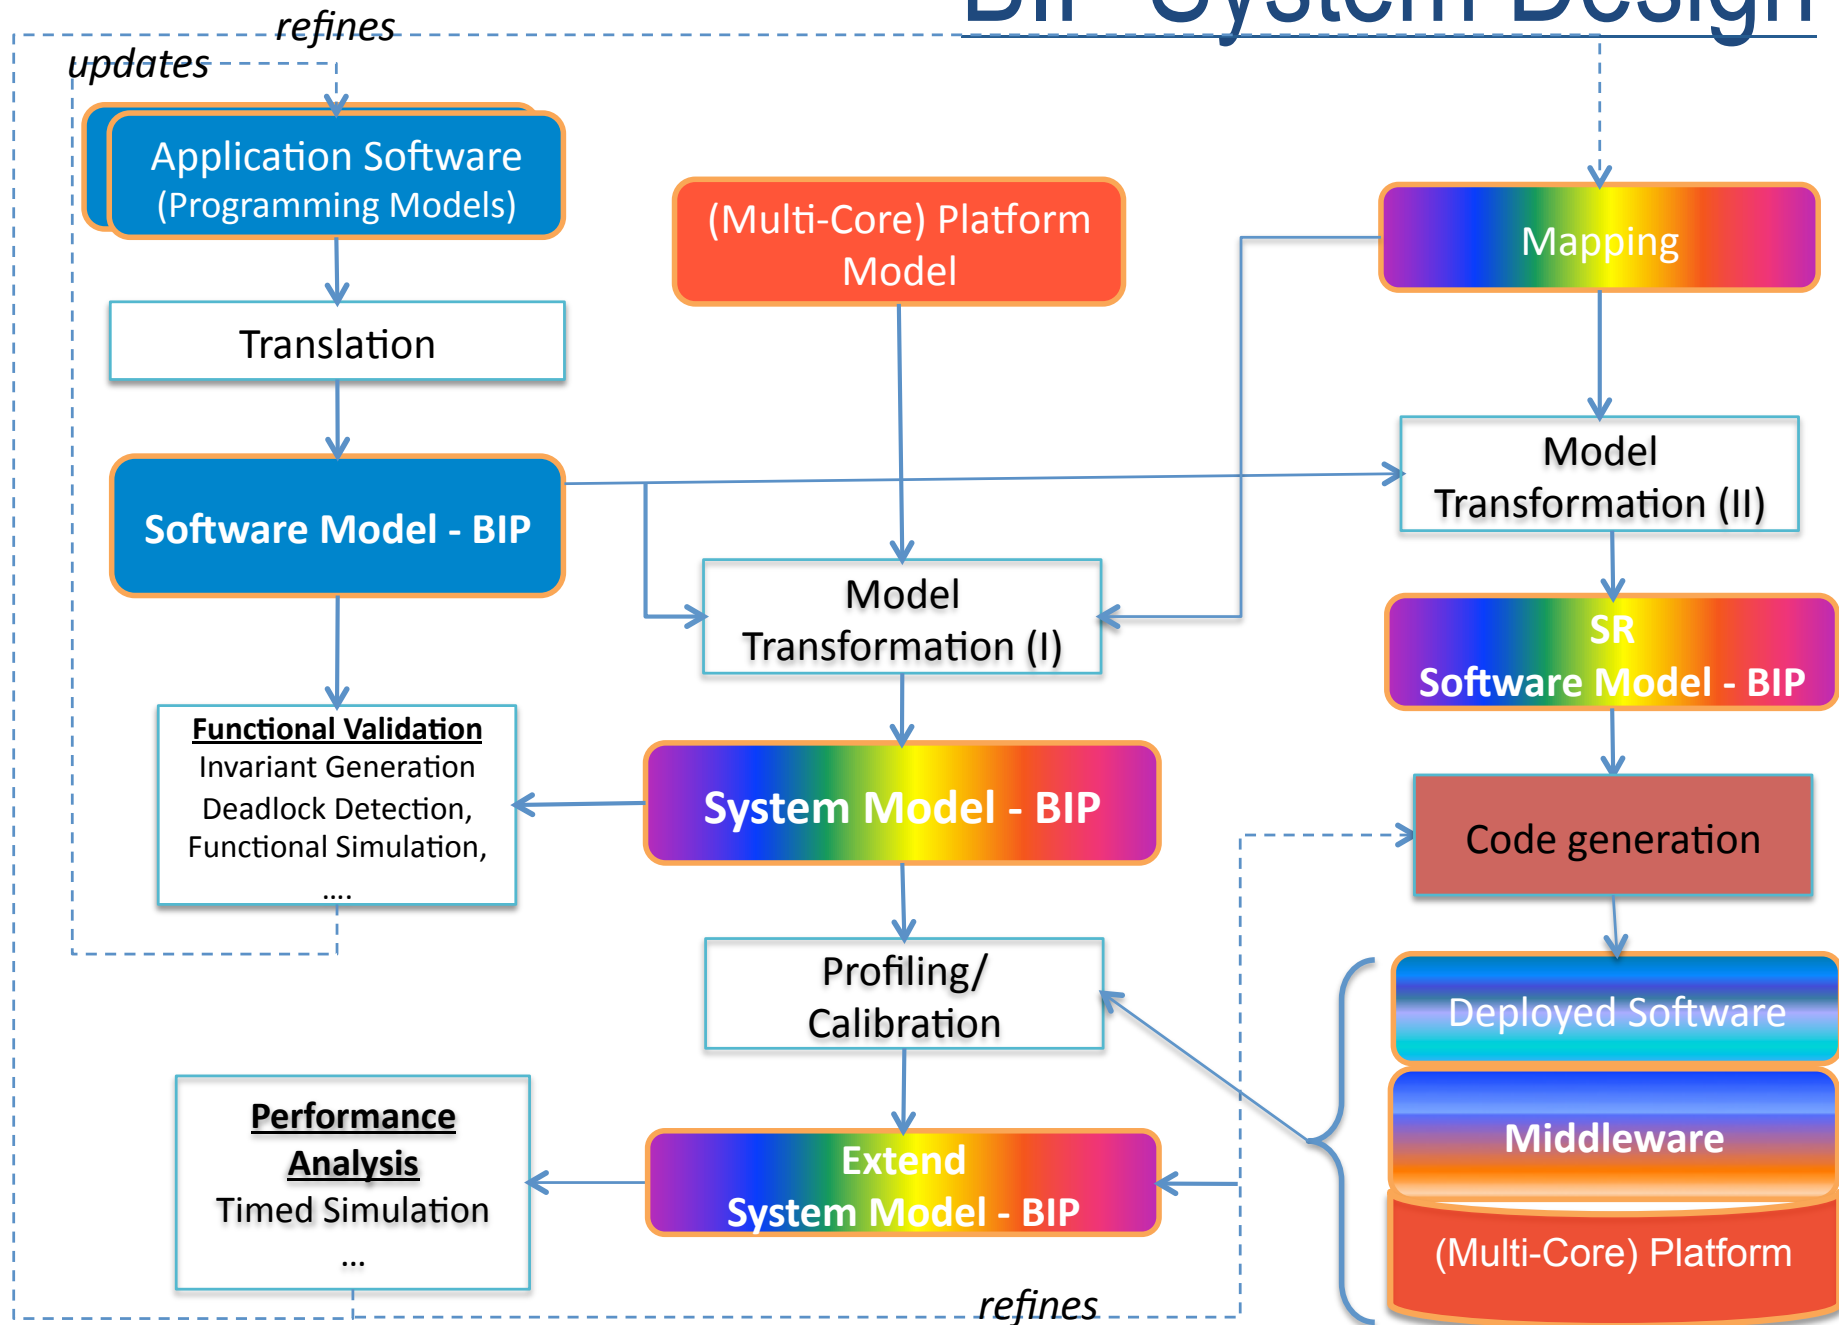 BIP System Design
refines
updates
Application Software
(Programming Models)
(Multi-Core) Platform
Model
Mapping
Translation
Model
Transformation (II)
Software Model - BIP
Model
Transformation (I)
SR
Software Model - BIP
Functional Validation
Invariant Generation
Deadlock Detection,
Functional Simulation,
....
System Model - BIP
Code generation
Profiling/
Calibration
Deployed Software
Performance
Analysis
Timed Simulation
...
Extend
System Model - BIP
Middleware
(Multi-Core) Platform
refines